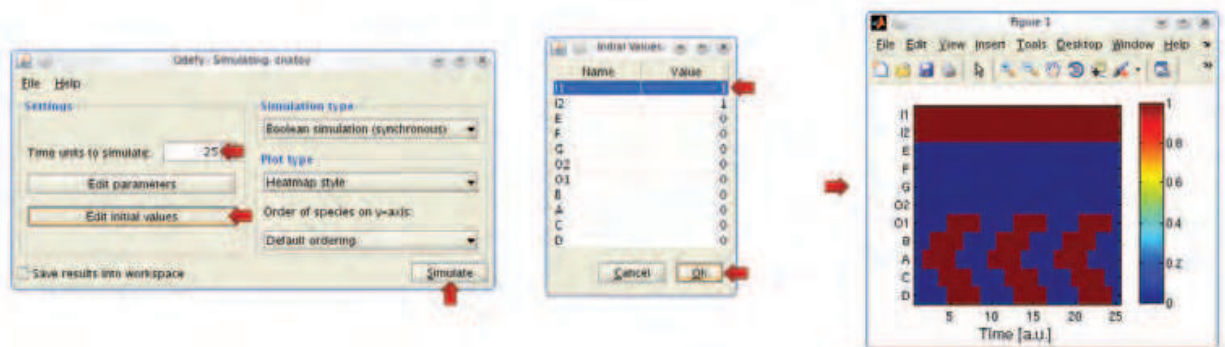 Odefy - Simulating: cnatoy
File Help
Settings
Time units to simulate: 25
Edit parameters
Edit initial values
Save results into workspace
Simulation type
Boolean simulation (synchronous)
Plot type
Heatmap style
Order of species on y-axis:
Default ordering
Simulate
Initial Values
Name Value
I1 1
I2 1
E 0
F 0
G 0
O2 0
O1 0
B 0
A 0
C 0
D 0
Cancel Ok
Figure 1
File Edit View Insert Tools Desktop Window Help
I1
I2
E
F
G
O2
O1
B
A
C
D
5 10 15 20 25
Time [a.u.]
1
0.8
0.6
0.4
0.2
0